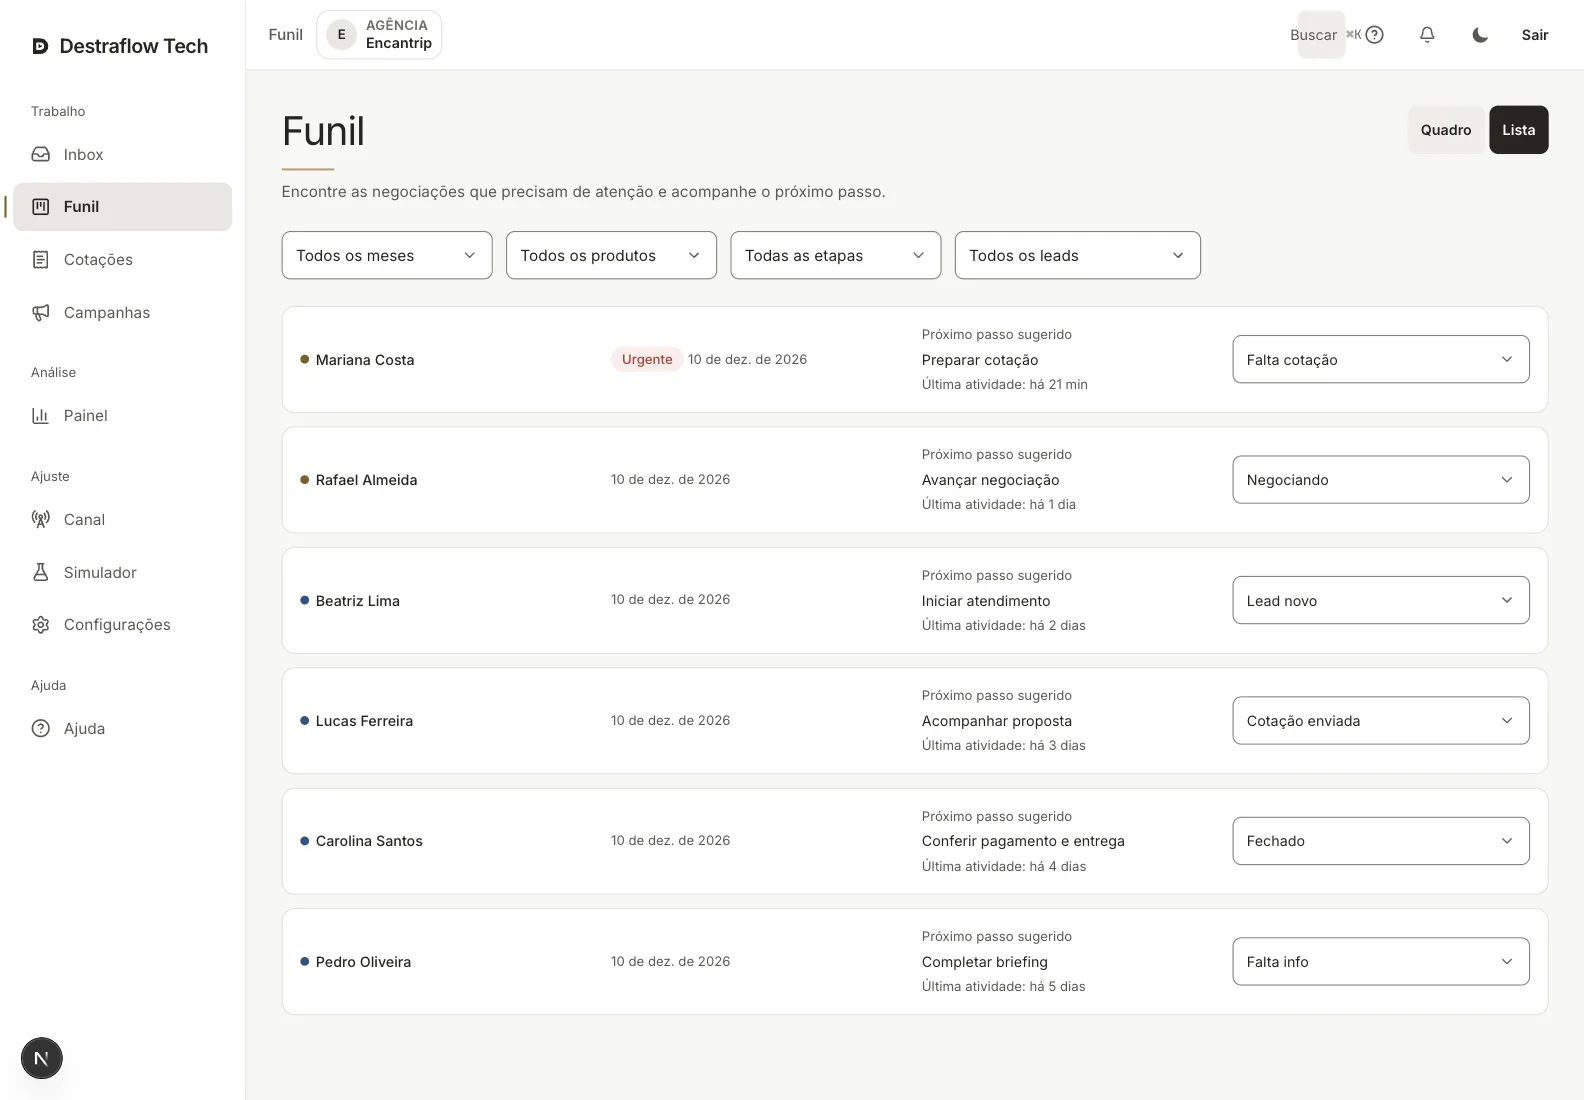 Destraflow Tech
Trabalho
Inbox
Funil
Cotações
Campanhas
Análise
Painel
Ajuste
Canal
Simulador
Configurações
Ajuda
Ajuda
N
Funil
E
AGÊNCIA
Encantrip
Buscar ⌘K
Sair
Funil
Quadro
Lista
Encontre as negociações que precisam de atenção e acompanhe o próximo passo.
Todos os meses
Todos os produtos
Todas as etapas
Todos os leads
Mariana Costa
Urgente 10 de dez. de 2026
Próximo passo sugerido
Preparar cotação
Última atividade: há 21 min
Falta cotação
Rafael Almeida
10 de dez. de 2026
Próximo passo sugerido
Avançar negociação
Última atividade: há 1 dia
Negociando
Beatriz Lima
10 de dez. de 2026
Próximo passo sugerido
Iniciar atendimento
Última atividade: há 2 dias
Lead novo
Lucas Ferreira
10 de dez. de 2026
Próximo passo sugerido
Acompanhar proposta
Última atividade: há 3 dias
Cotação enviada
Carolina Santos
10 de dez. de 2026
Próximo passo sugerido
Conferir pagamento e entrega
Última atividade: há 4 dias
Fechado
Pedro Oliveira
10 de dez. de 2026
Próximo passo sugerido
Completar briefing
Última atividade: há 5 dias
Falta info